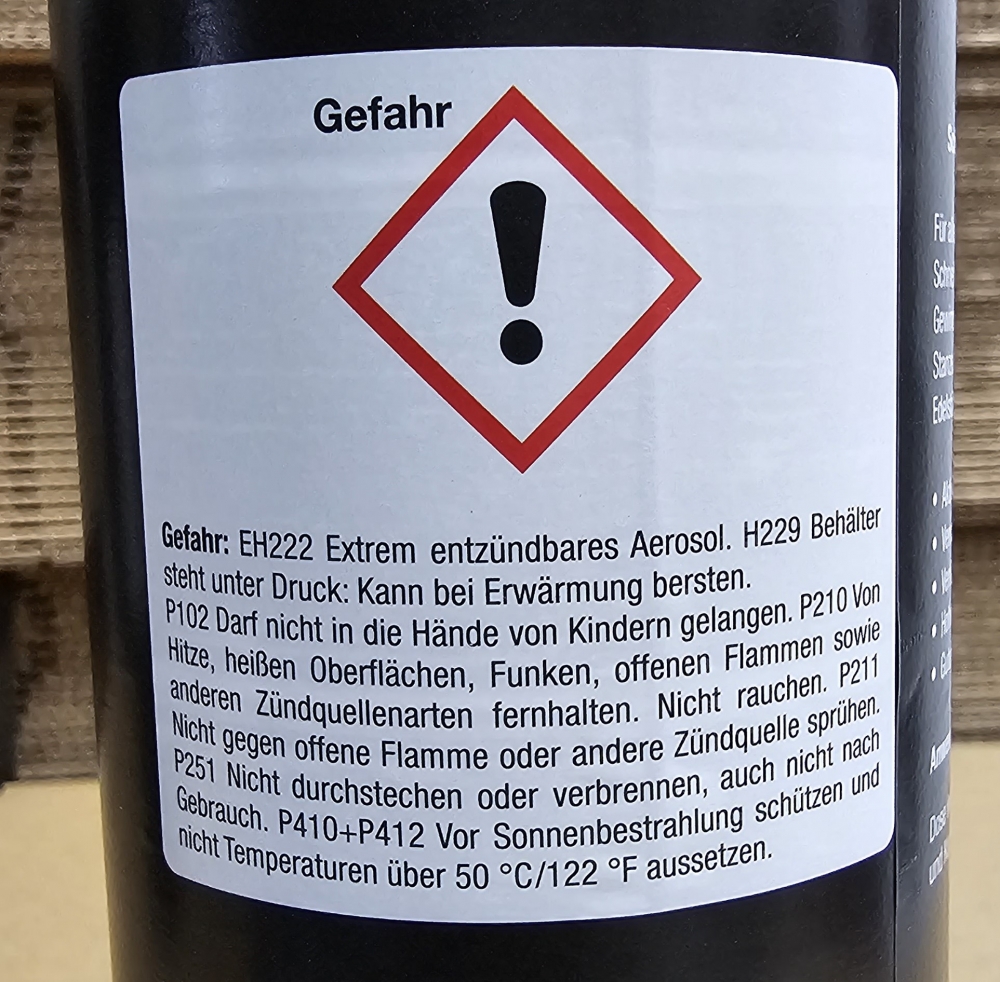 Gefahr
Gefahr: EH222 Extrem entzündbares Aerosol. H229 Behälter
steht unter Druck: Kann bei Erwärmung bersten.
P102 Darf nicht in die Hände von Kindern gelangen. P210 Von
Hitze, heißen Oberflächen, Funken, offenen Flammen sowie
anderen Zündquellenarten fernhalten. Nicht rauchen. P211
Nicht gegen offene Flamme oder andere Zündquelle sprühen.
P251 Nicht durchstechen oder verbrennen, auch nicht nach
Gebrauch. P410+P412 Vor Sonnenbestrahlung schützen und
nicht Temperaturen über 50 °C/122 °F aussetzen.
Für